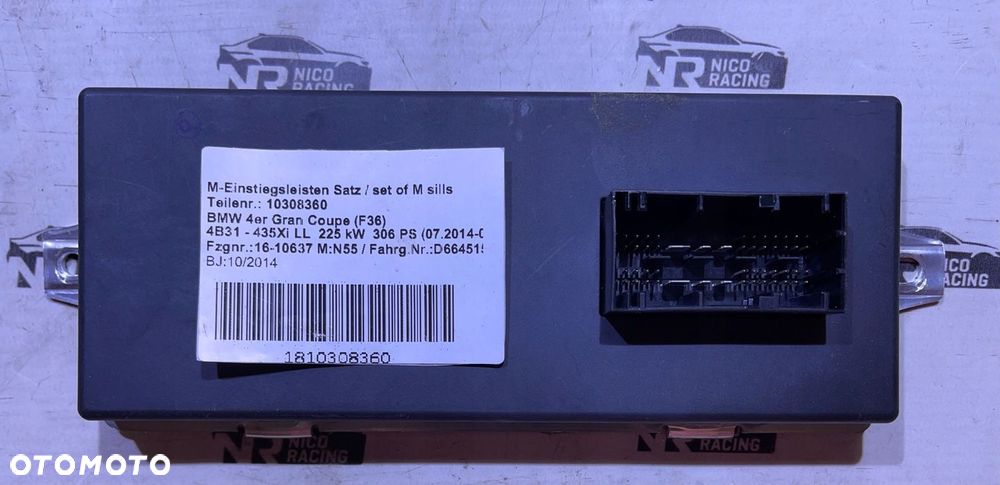 NR NICO
RACING
NR NICO
RACING
M-Einstiegsleisten Satz / set of M sills
Teilenr.: 10308360
BMW 4er Gran Coupe (F36)
4B31 - 435Xi LL 225 kW 306 PS (07.2014-0
Fzgnr.:16-10637 M:N55 / Fahrg.Nr.:D664515
BJ:10/2014
1810308360
NICO
RACING
NR NICO
RACING
NR NICO
RACING
OTOMOTO